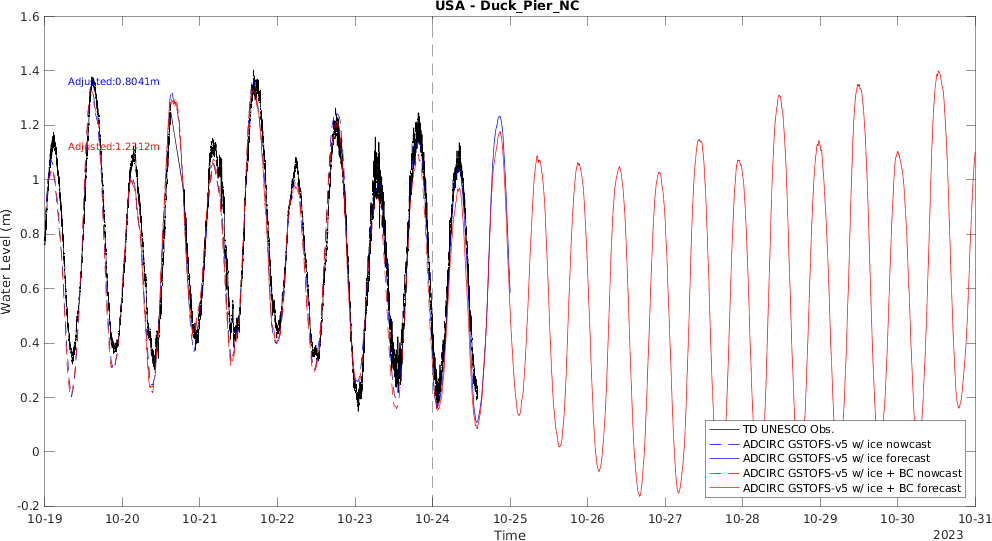 USA - Duck_Pier_NC
1.6
1.4
1.2
1
0.8
0.6
0.4
0.2
0
-0.2
Water Level (m)
Adjusted:0.8041m
Adjusted:1.2312m
TD UNESCO Obs.
ADCIRC GSTOFS-v5 w/ ice nowcast
ADCIRC GSTOFS-v5 w/ ice forecast
ADCIRC GSTOFS-v5 w/ ice + BC nowcast
ADCIRC GSTOFS-v5 w/ ice + BC forecast
10-19 10-20 10-21 10-22 10-23 10-24 10-25 10-26 10-27 10-28 10-29 10-30 10-31
Time
2023